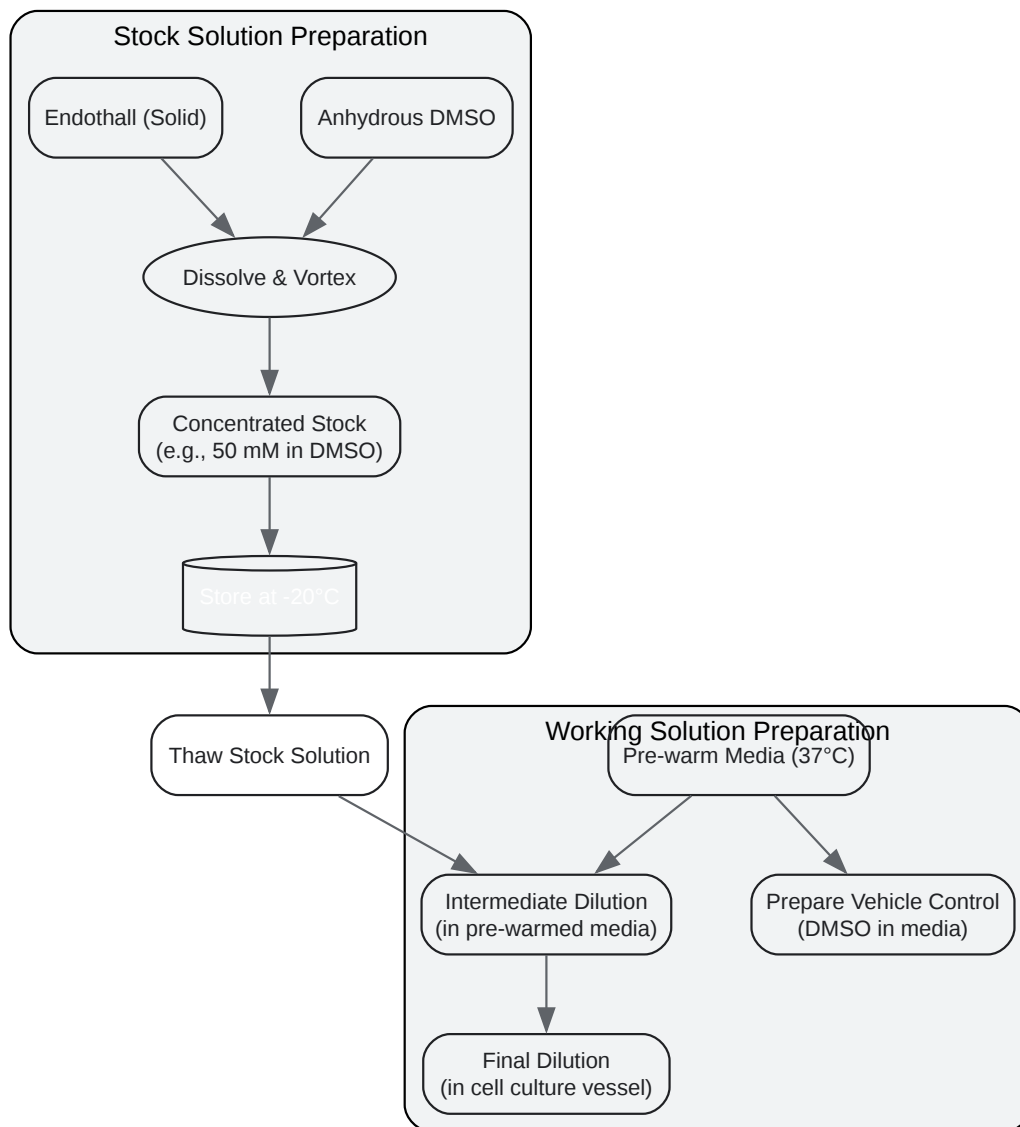 Stock Solution Preparation
Endothall (Solid)
Anhydrous DMSO
Dissolve & Vortex
Concentrated Stock
(e.g., 50 mM in DMSO)
Store at -20°C
Thaw Stock Solution
Working Solution Preparation
Pre-warm Media (37°C)
Intermediate Dilution
(in pre-warmed media)
Prepare Vehicle Control
(DMSO in media)
Final Dilution
(in cell culture vessel)